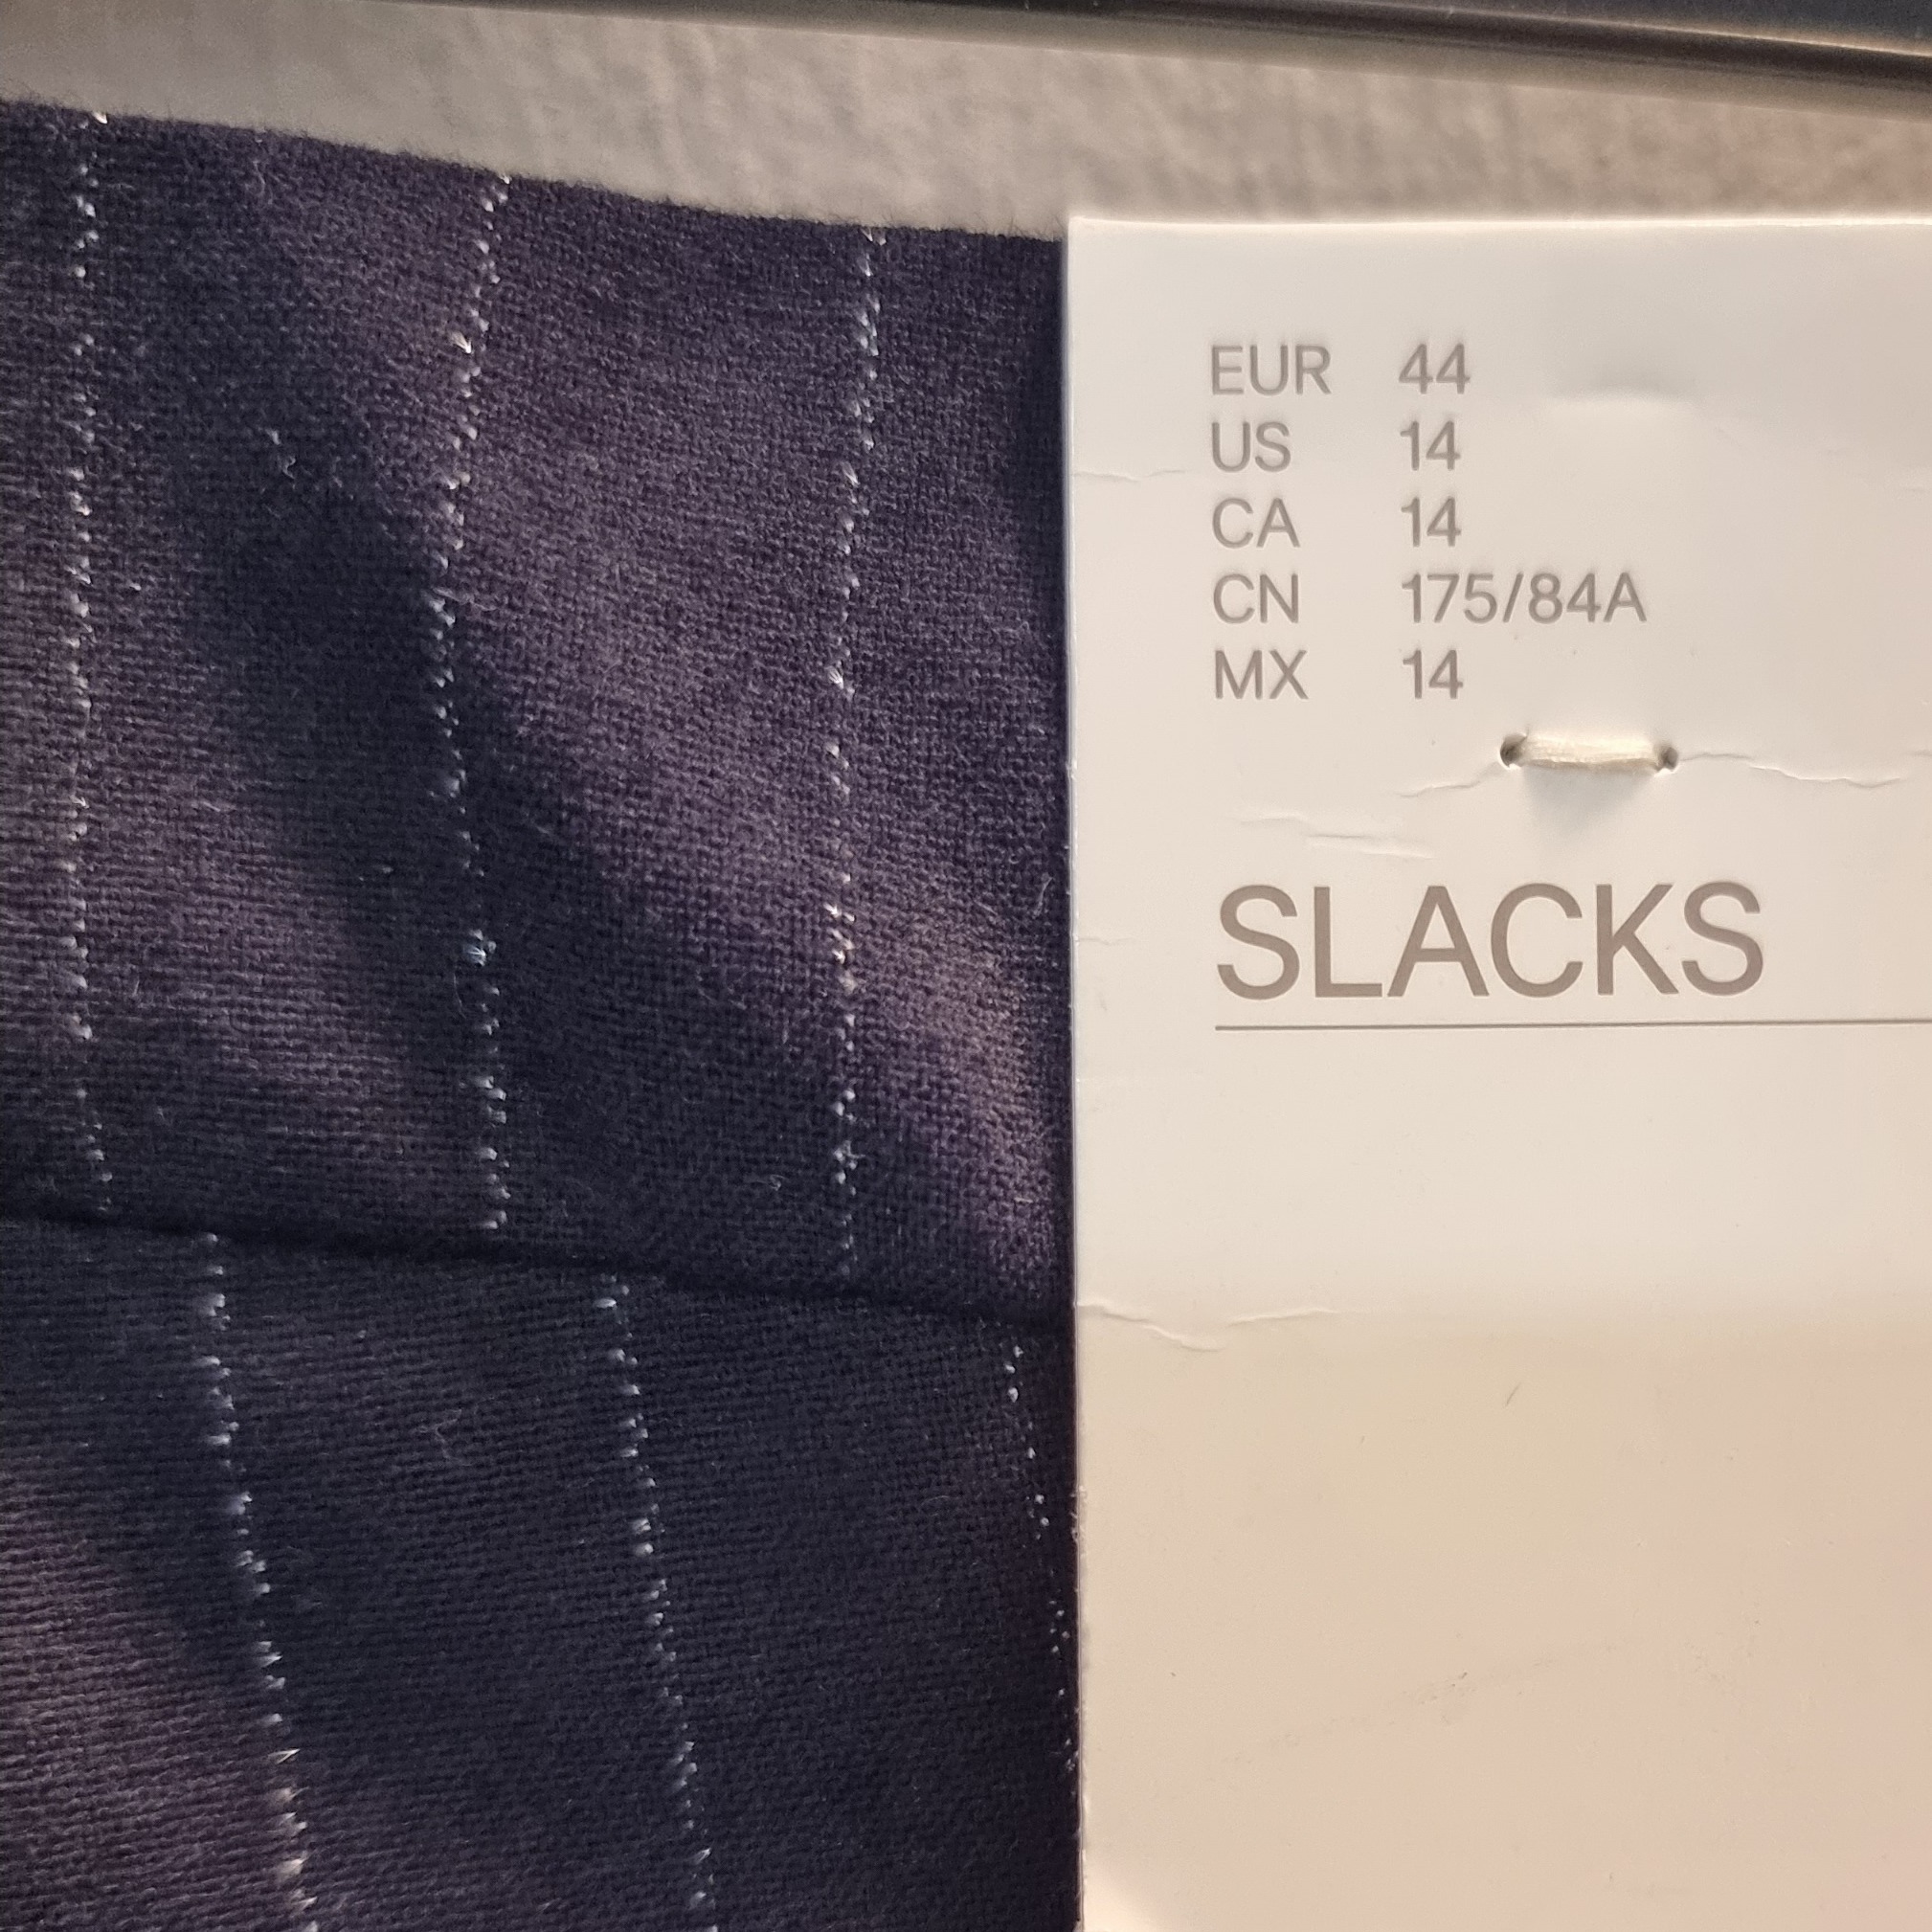 EUR 44
US 14
CA 14
CN 175/84A
MX 14
SLACKS